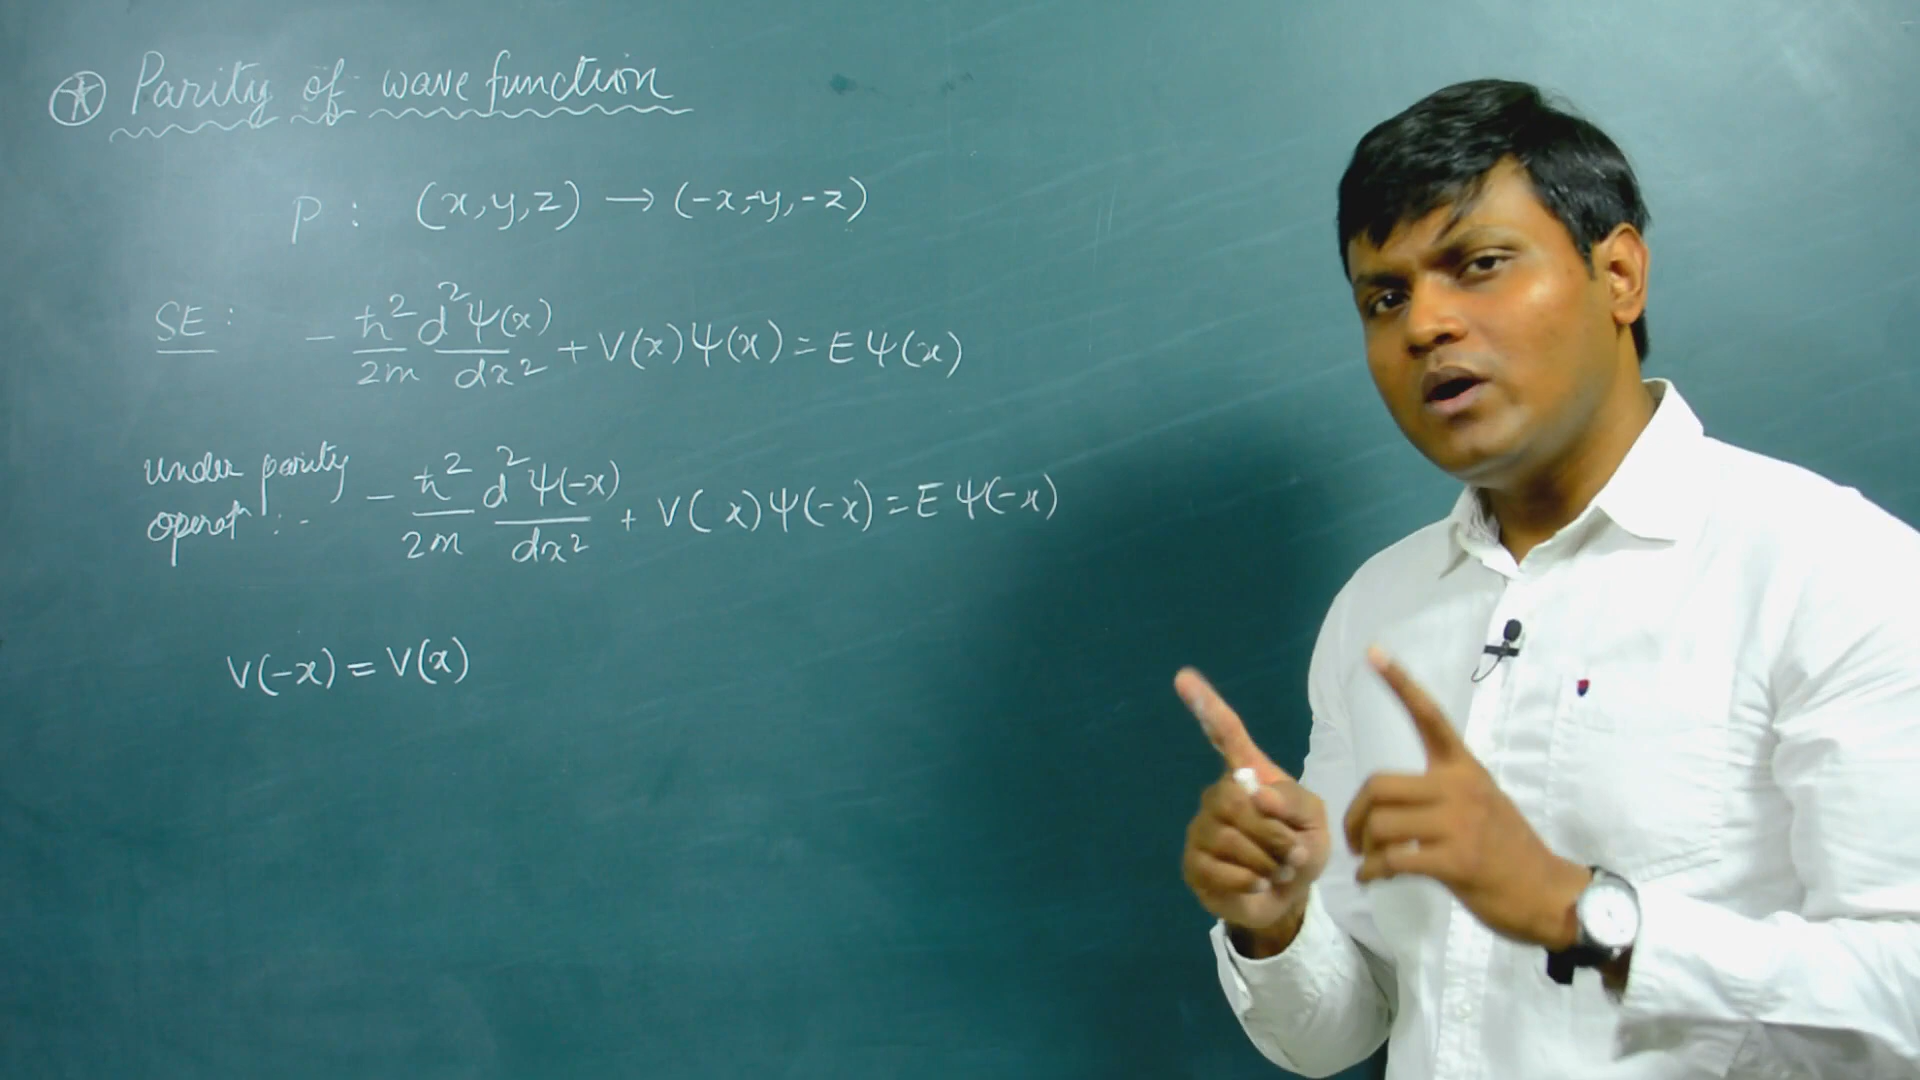 Parity of wave function
P : (x, y, z) → (-x, -y, -z)
SE : - ħ²/2m d²Ψ(x)/dx² + V(x)Ψ(x) = EΨ(x)
under parity operatⁿ :- - ħ²/2m d²Ψ(-x)/dx² + V( x)Ψ(-x) = EΨ(-x)
V(-x) = V(x)